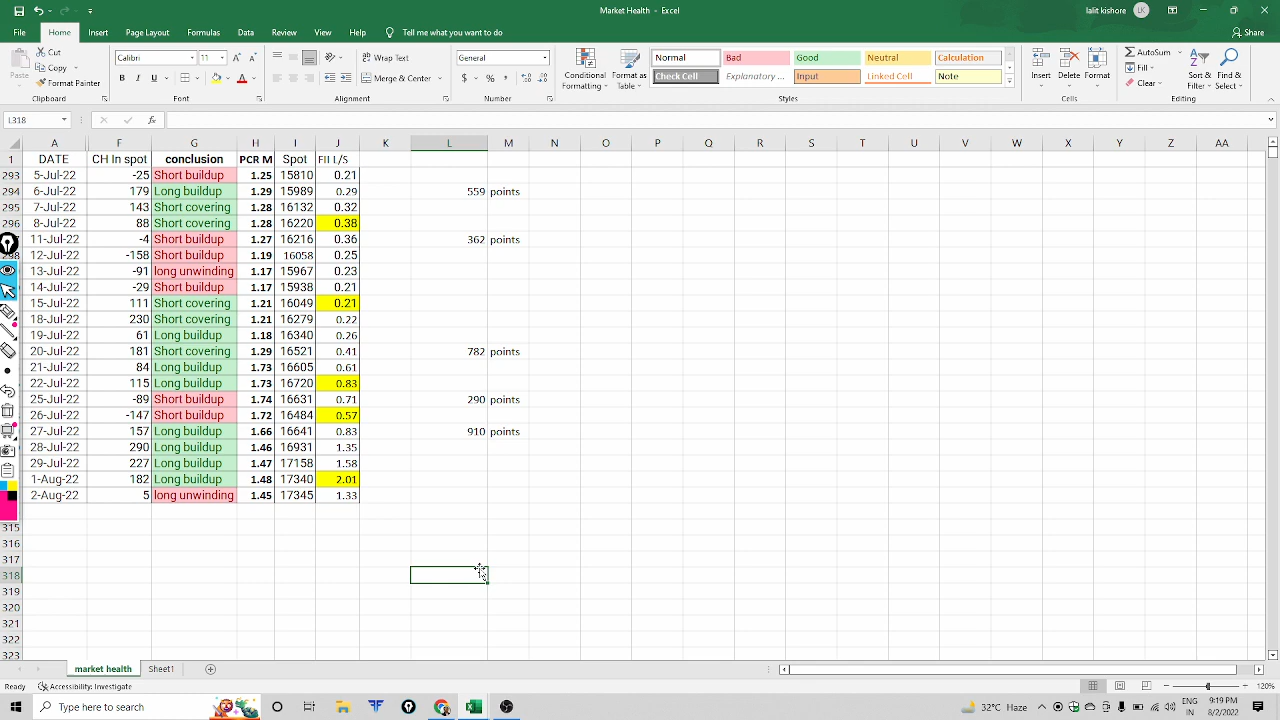 Market Health - Excel
lalit kishore LK
File Home Insert Page Layout Formulas Data Review View Help Tell me what you want to do Share
Paste Cut Copy Format Painter Clipboard
Calibri 11 Font
Wrap Text Merge & Center Alignment
General Number
Conditional Formatting Format as Table
Normal Bad Good Neutral Calculation
Check Cell Explanatory ... Input Linked Cell Note
Styles
Insert Delete Format Cells
AutoSum Fill Clear Sort & Filter Find & Select Editing
L318 fx
A F G H I J K L M N O P Q R S T U V W X Y Z AA
1 DATE CH In spot conclusion PCR M Spot FII L/S
293 5-Jul-22 -25 Short buildup 1.25 15810 0.21
294 6-Jul-22 179 Long buildup 1.29 15989 0.29 559 points
295 7-Jul-22 143 Short covering 1.28 16132 0.32
296 8-Jul-22 88 Short covering 1.28 16220 0.38
11-Jul-22 -4 Short buildup 1.27 16216 0.36 362 points
12-Jul-22 -158 Short buildup 1.19 16058 0.25
13-Jul-22 -91 long unwinding 1.17 15967 0.23
14-Jul-22 -29 Short buildup 1.17 15938 0.21
15-Jul-22 111 Short covering 1.21 16049 0.21
18-Jul-22 230 Short covering 1.21 16279 0.22
19-Jul-22 61 Long buildup 1.18 16340 0.26
20-Jul-22 181 Short covering 1.29 16521 0.41 782 points
21-Jul-22 84 Long buildup 1.73 16605 0.61
22-Jul-22 115 Long buildup 1.73 16720 0.83
25-Jul-22 -89 Short buildup 1.74 16631 0.71 290 points
26-Jul-22 -147 Short buildup 1.72 16484 0.57
27-Jul-22 157 Long buildup 1.66 16641 0.83 910 points
28-Jul-22 290 Long buildup 1.46 16931 1.35
29-Jul-22 227 Long buildup 1.47 17158 1.58
1-Aug-22 182 Long buildup 1.48 17340 2.01
2-Aug-22 5 long unwinding 1.45 17345 1.33
315
316
317
318
319
320
321
322
323
market health Sheet1
Ready Accessibility: Investigate 120%
Type here to search 32°C Haze ENG IN 9:19 PM 8/2/2022